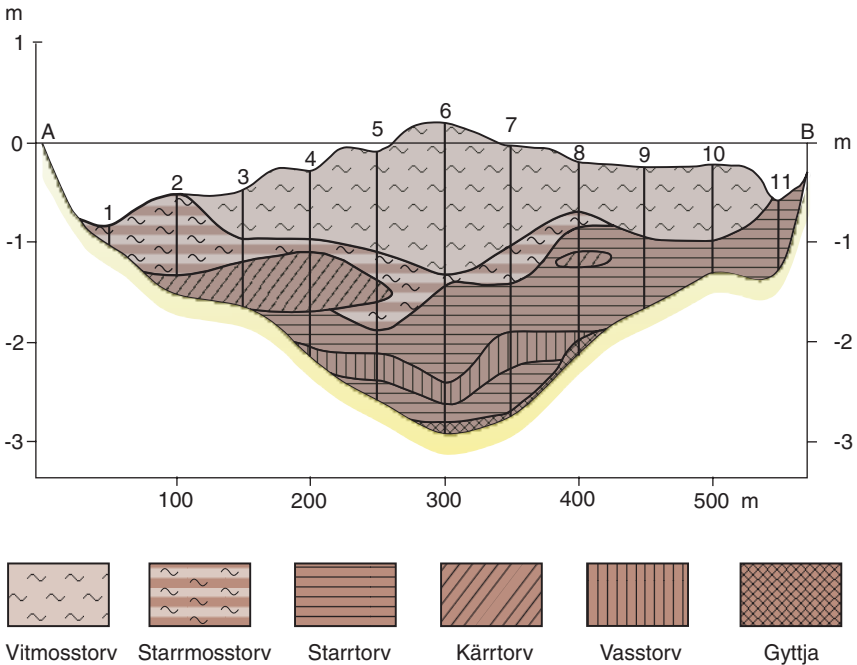 m
1
6
5
7
A
B
0
m
4
8
9
10
3
2
11
1
-1
-1
-2
-2
-3
-3
100
200
300
400
500
m
Vitmosstorv
Starrmosstorv
Starrtorv
Kärrtorv
Vasstorv
Gyttja